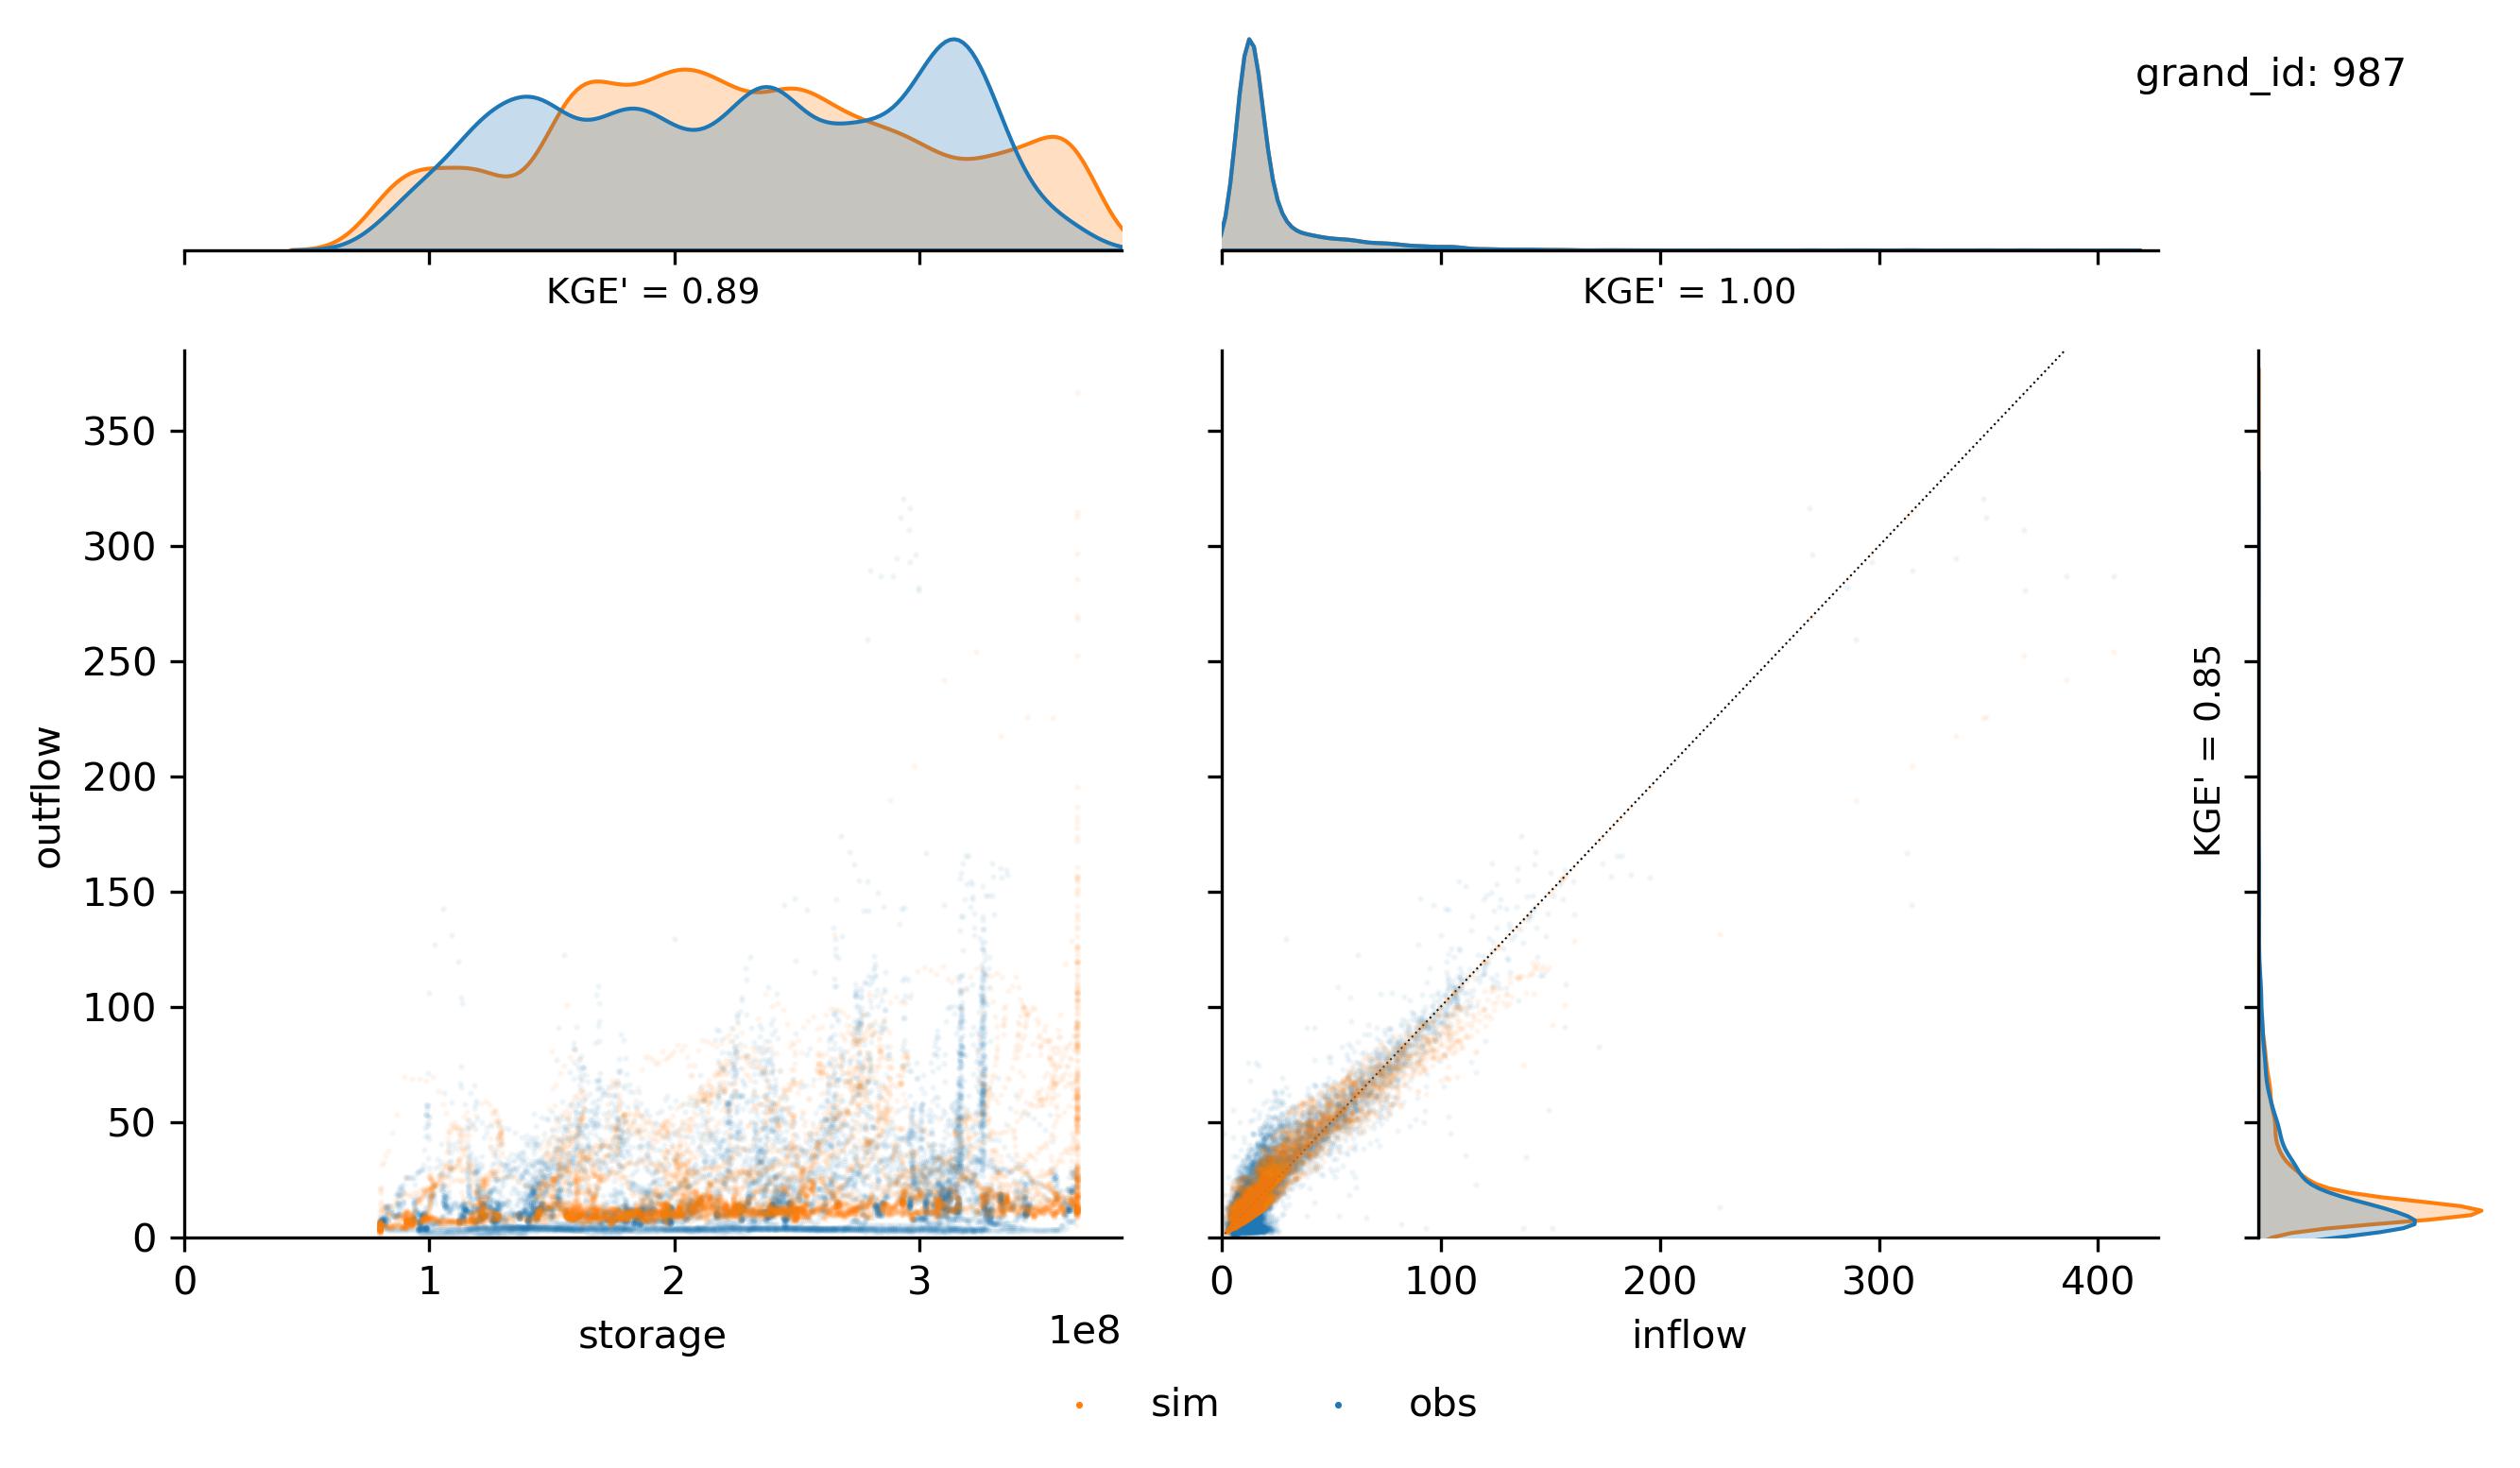 grand_id: 987
KGE' = 0.89
KGE' = 1.00
outflow
350
300
250
200
150
100
50
0
KGE' = 0.85
0 1 2 3
1e8
storage
0 100 200 300 400
inflow
sim obs